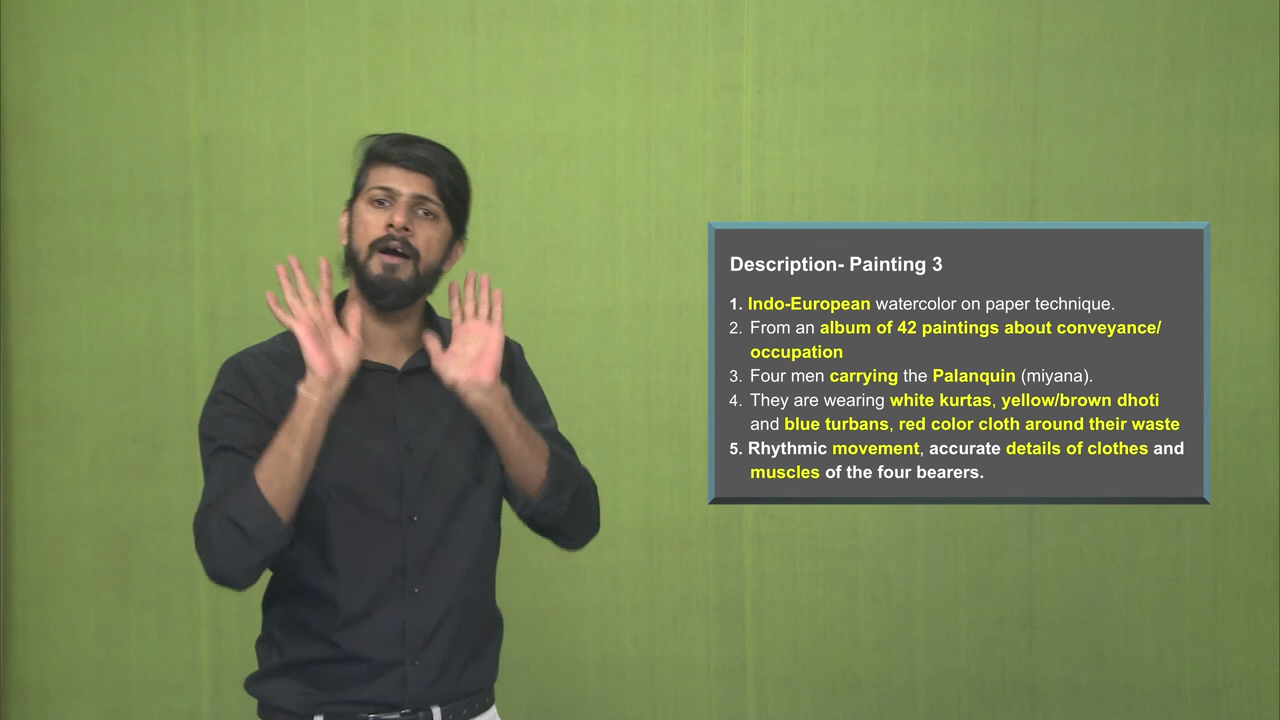 Description- Painting 3
1. Indo-European watercolor on paper technique.
2. From an album of 42 paintings about conveyance/
occupation
3. Four men carrying the Palanquin (miyana).
4. They are wearing white kurtas, yellow/brown dhoti
and blue turbans, red color cloth around their waste
5. Rhythmic movement, accurate details of clothes and
muscles of the four bearers.